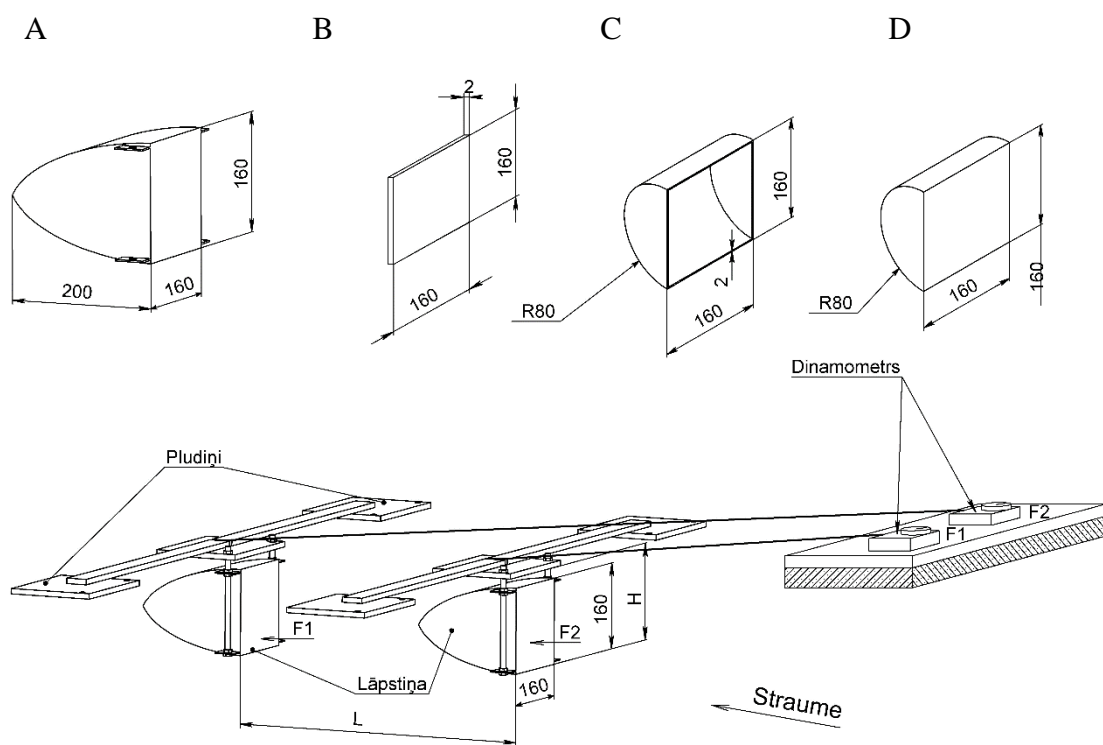 A B C D
160
200
160
2
160
160
R80
160
2
160
R80
160
160
Dinamometrs
Pludiņi
F1
F2
F1
Lāpstiņa
F2
160
H
160
L
Straume